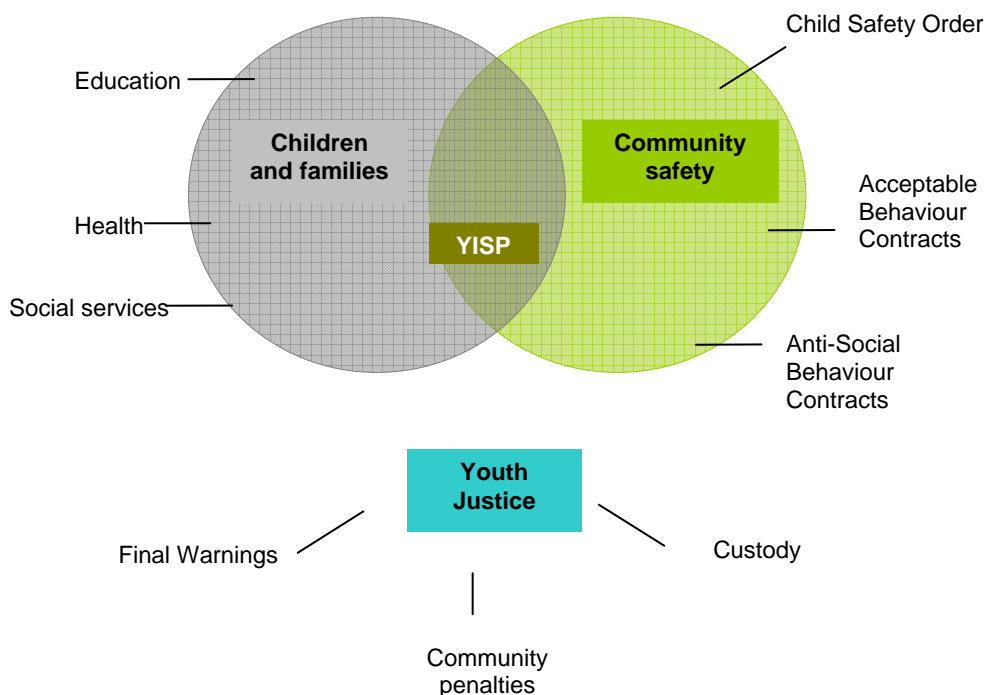 Child Safety Order
Education
Children
and families
Community
safety
Acceptable
Behaviour
Contracts
Health
YISP
Social services
Anti-Social
Behaviour
Contracts
Youth
Justice
Final Warnings
Custody
Community
penalties